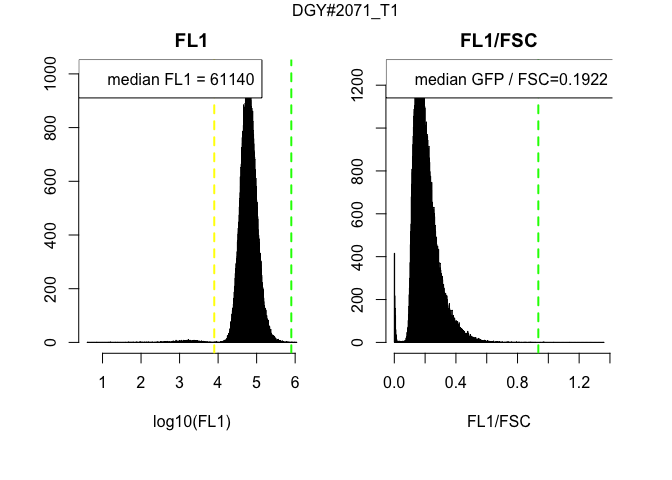 DGY#2071_T1
FL1
median FL1 = 61140
1000
800
600
400
200
0
1 2 3 4 5 6
log10(FL1)
FL1/FSC
median GFP / FSC=0.1922
1200
800
600
400
200
0
0.0 0.4 0.8 1.2
FL1/FSC